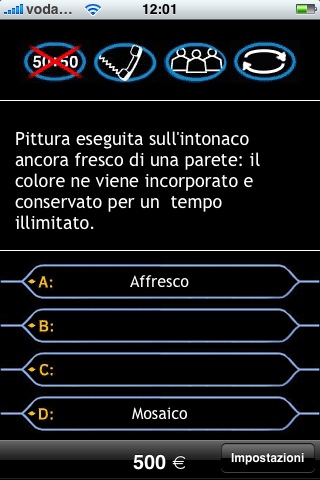 voda... 12:01
50:50
Pittura eseguita sull'intonaco
ancora fresco di una parete: il
colore ne viene incorporato e
conservato per un tempo
illimitato.
A: Affresco
B:
C:
D: Mosaico
500 € Impostazioni